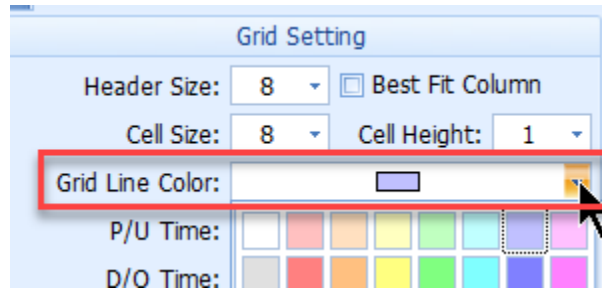 Grid Setting
Header Size: 8 Best Fit Column
Cell Size: 8 Cell Height: 1
Grid Line Color:
P/U Time:
D/O Time: